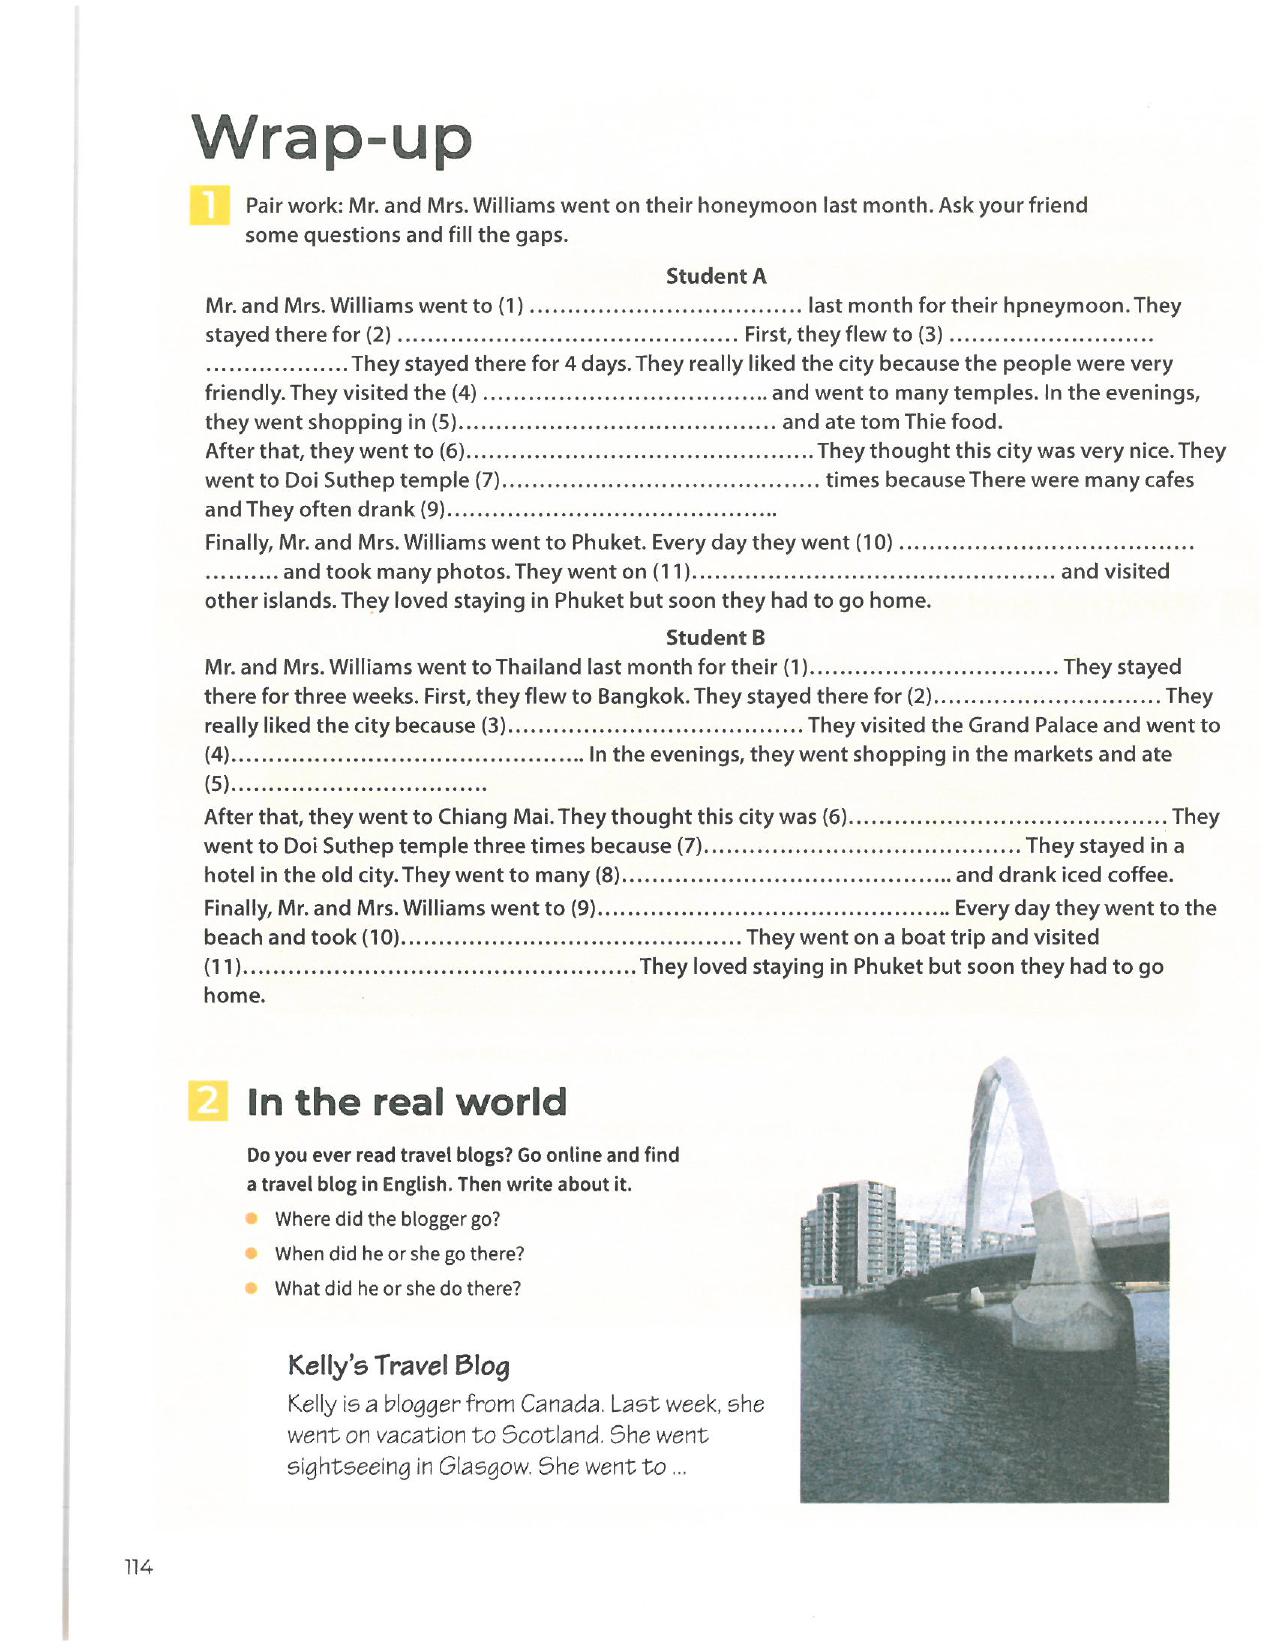 Wrap-up
1 Pair work: Mr. and Mrs. Williams went on their honeymoon last month. Ask your friend
some questions and fill the gaps.
Student A
Mr. and Mrs. Williams went to (1) .................................... last month for their hpneymoon. They
stayed there for (2) ............................................. First, they flew to (3) ...........................
................... They stayed there for 4 days. They really liked the city because the people were very
friendly. They visited the (4) ...................................... and went to many temples. In the evenings,
they went shopping in (5).......................................... and ate tom Thie food.
After that, they went to (6).............................................. They thought this city was very nice. They
went to Doi Suthep temple (7).......................................... times because There were many cafes
and They often drank (9)............................................
Finally, Mr. and Mrs. Williams went to Phuket. Every day they went (10) .......................................
.......... and took many photos. They went on (11)................................................ and visited
other islands. They loved staying in Phuket but soon they had to go home.
Student B
Mr. and Mrs. Williams went to Thailand last month for their (1)................................. They stayed
there for three weeks. First, they flew to Bangkok. They stayed there for (2).............................. They
really liked the city because (3)....................................... They visited the Grand Palace and went to
(4)............................................... In the evenings, they went shopping in the markets and ate
(5)..................................
After that, they went to Chiang Mai. They thought this city was (6).......................................... They
went to Doi Suthep temple three times because (7).......................................... They stayed in a
hotel in the old city. They went to many (8)............................................ and drank iced coffee.
Finally, Mr. and Mrs. Williams went to (9)............................................... Every day they went to the
beach and took (10)............................................. They went on a boat trip and visited
(11).................................................... They loved staying in Phuket but soon they had to go
home.
2 In the real world
Do you ever read travel blogs? Go online and find
a travel blog in English. Then write about it.
• Where did the blogger go?
• When did he or she go there?
• What did he or she do there?
Kelly's Travel Blog
Kelly is a blogger from Canada. Last week, she
went on vacation to Scotland. She went
sightseeing in Glasgow. She went to ...
114